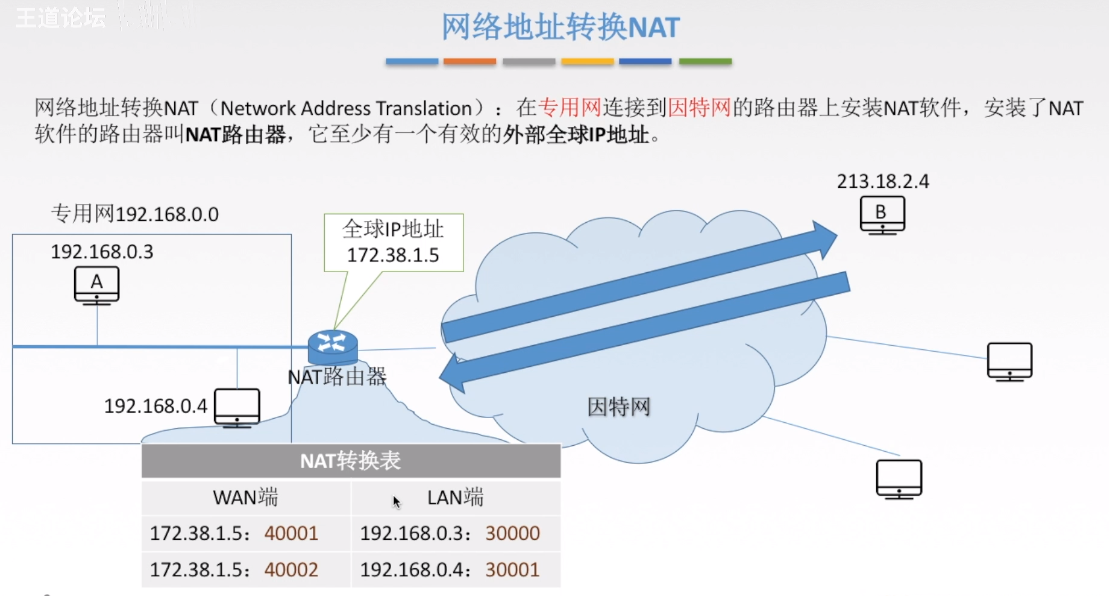 王道论坛
网络地址转换NAT
网络地址转换NAT（Network Address Translation）：在专用网连接到因特网的路由器上安装NAT软件，安装了NAT
软件的路由器叫NAT路由器，它至少有一个有效的外部全球IP地址。
213.18.2.4
B
专用网192.168.0.0
192.168.0.3
A
全球IP地址
172.38.1.5
NAT路由器
192.168.0.4
因特网
NAT转换表
WAN端 LAN端
172.38.1.5：40001 192.168.0.3：30000
172.38.1.5：40002 192.168.0.4：30001